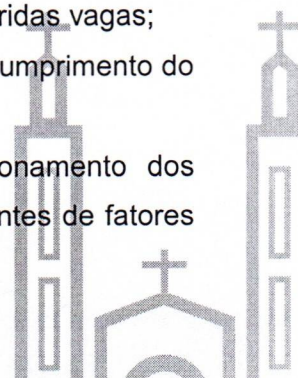 ridas vagas;
umprimento do
onamento dos
ntes de fatores